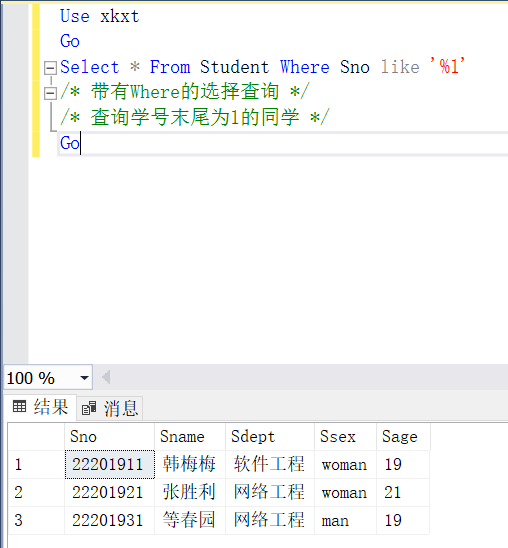 Use xkxt
Go
Select * From Student Where Sno like '%1'
/* 带有Where的选择查询 */
/* 查询学号末尾为1的同学 */
Go
100 %
结果 消息
Sno Sname Sdept Ssex Sage
1 22201911 韩梅梅 软件工程 woman 19
2 22201921 张胜利 网络工程 woman 21
3 22201931 等春园 网络工程 man 19